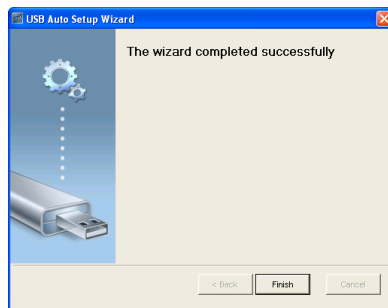 USB Auto Setup Wizard
The wizard completed successfully
< Back Finish Cancel